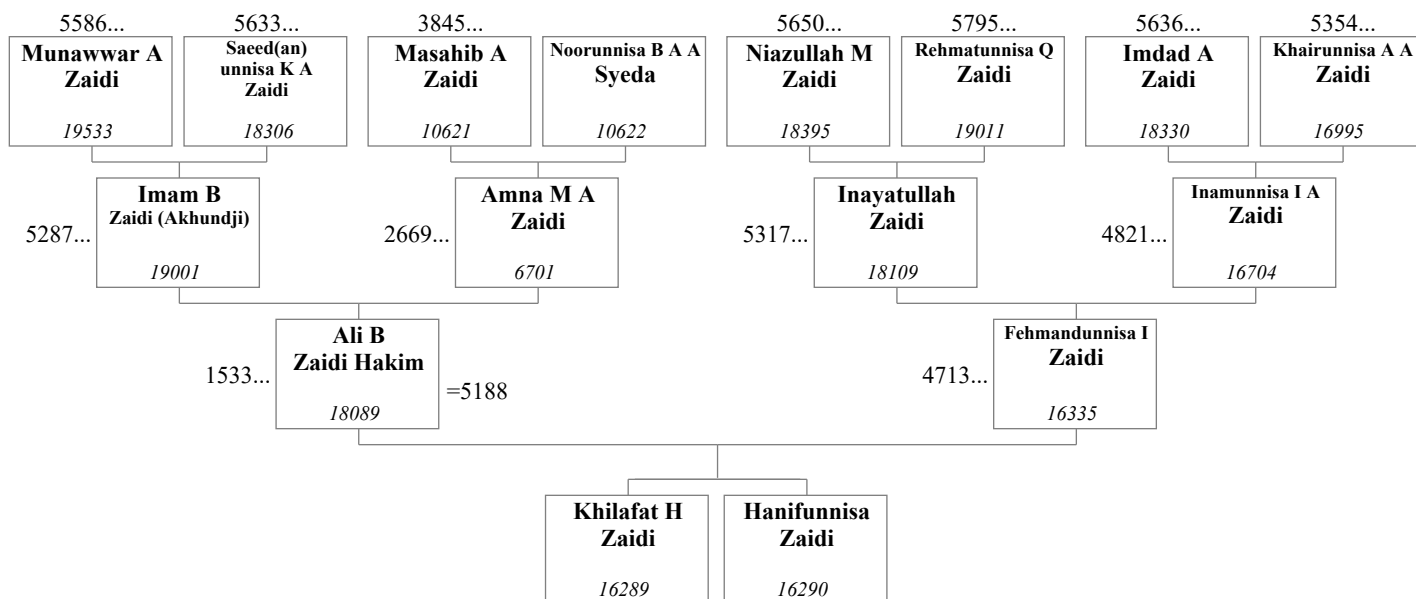 5586...
5633...
3845...
5650...
5795...
5636...
5354...
Munawwar A
Zaidi
19533
Saeed(an)
unnisa K A
Zaidi
18306
Masahib A
Zaidi
10621
Noorunnisa B A A
Syeda
10622
Niazullah M
Zaidi
18395
Rehmatunnisa Q
Zaidi
19011
Imdad A
Zaidi
18330
Khairunnisa A A
Zaidi
16995
5287...
Imam B
Zaidi (Akhundji)
19001
2669...
Amna M A
Zaidi
6701
5317...
Inayatullah
Zaidi
18109
4821...
Inamunnisa I A
Zaidi
16704
1533...
Ali B
Zaidi Hakim
18089
=5188
4713...
Fehmandunnisa I
Zaidi
16335
Khilafat H
Zaidi
16289
Hanifunnisa
Zaidi
16290